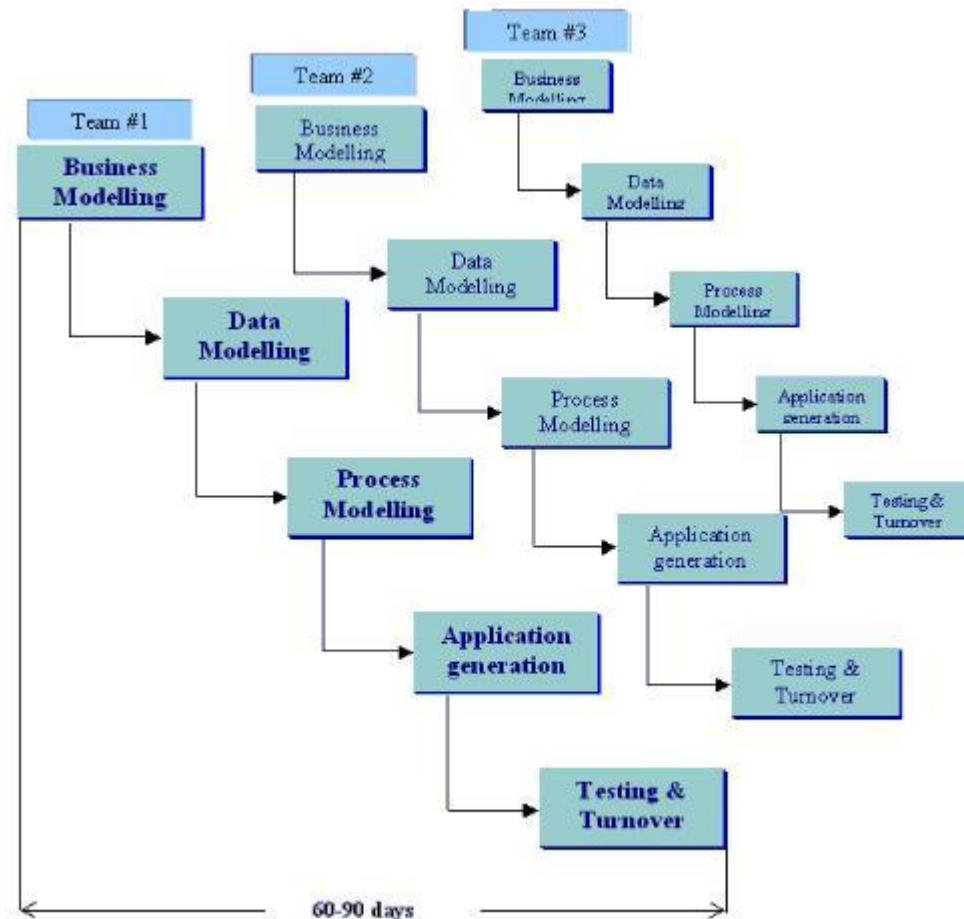 Team #1
Business
Modelling
Data
Modelling
Process
Modelling
Application
generation
Testing &
Turnover
Team #2
Business
Modelling
Data
Modelling
Process
Modelling
Application
generation
Testing &
Turnover
Team #3
Business
Modelling
Data
Modelling
Process
Modelling
Application
generation
Testing &
Turnover
60-90 days